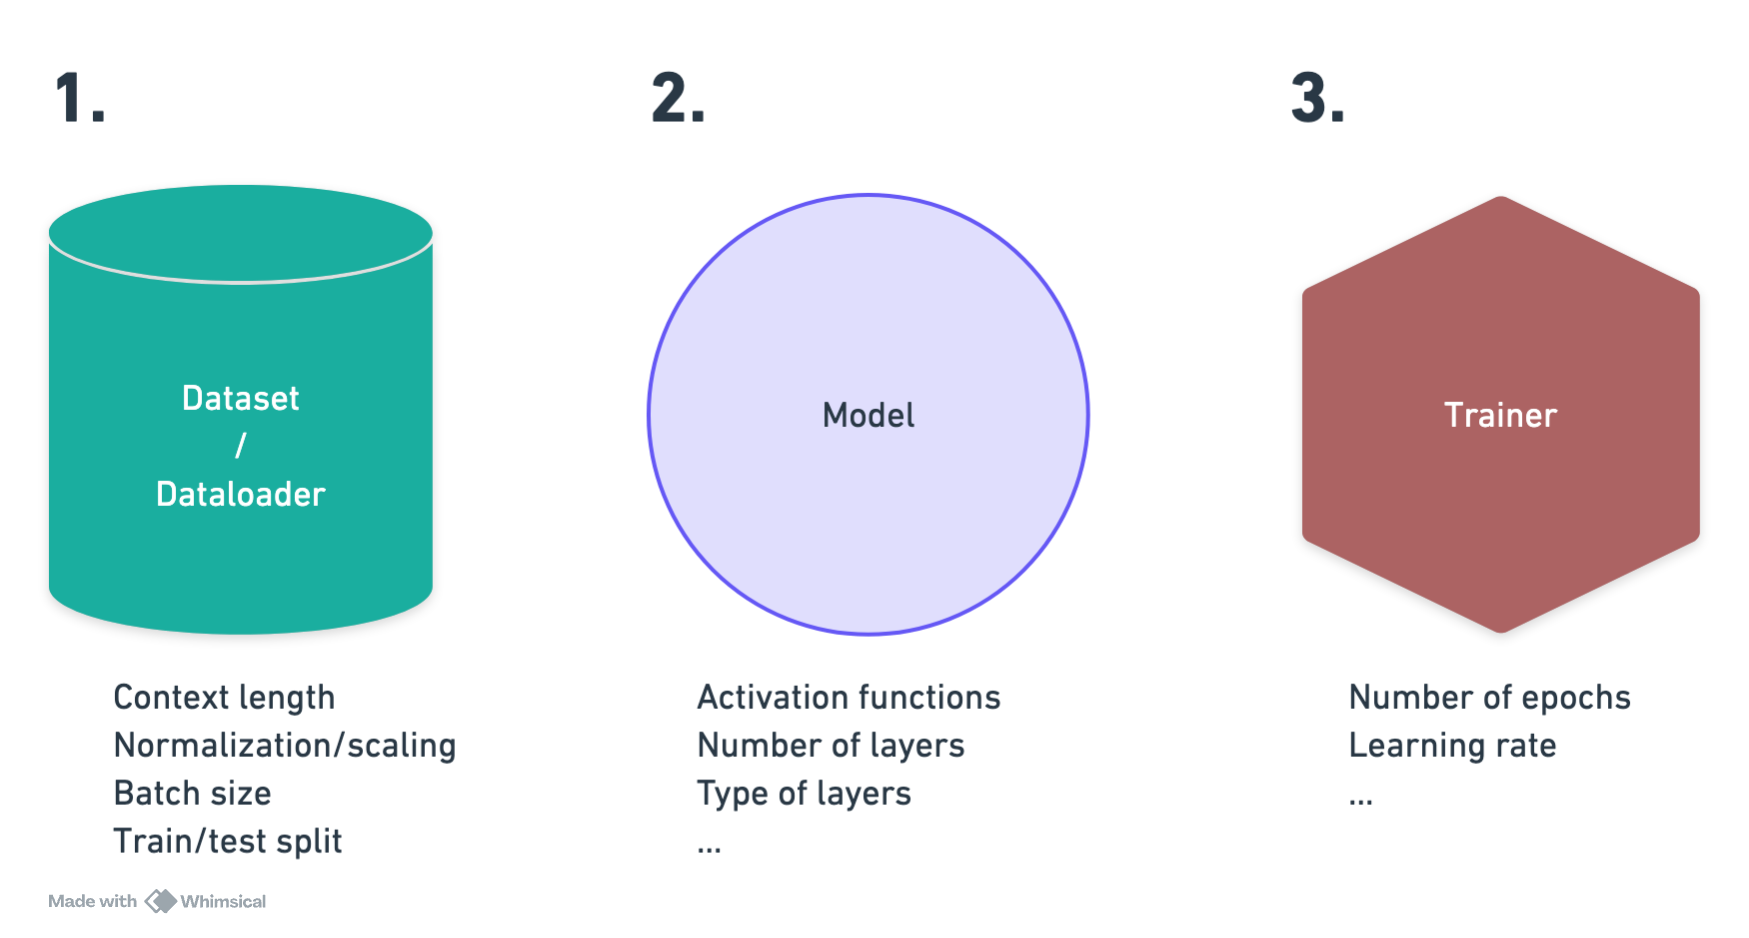 1.
Dataset
/
Dataloader
Context length
Normalization/scaling
Batch size
Train/test split
2.
Model
Activation functions
Number of layers
Type of layers
...
3.
Trainer
Number of epochs
Learning rate
...
Made with Whimsical